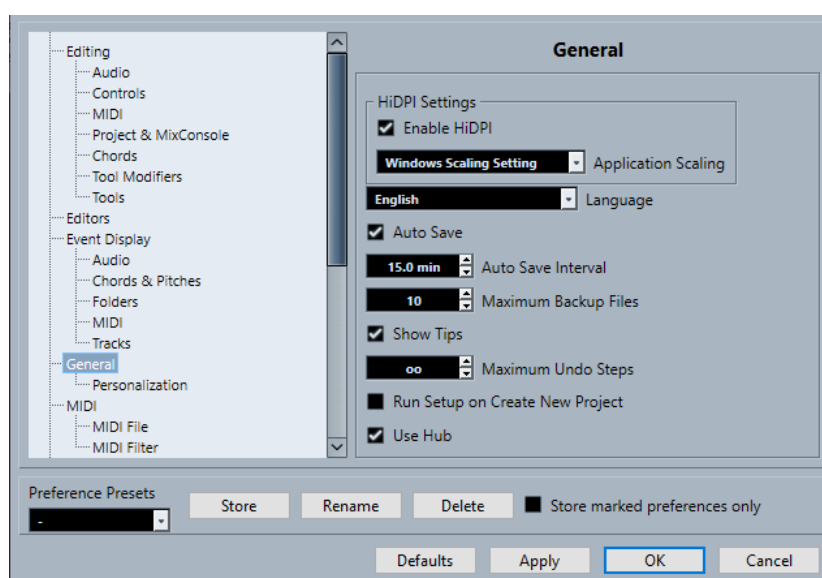 Editing
Audio
Controls
MIDI
Project & MixConsole
Chords
Tool Modifiers
Tools
Editors
Event Display
Audio
Chords & Pitches
Folders
MIDI
Tracks
General
Personalization
MIDI
MIDI File
MIDI Filter
General
HiDPI Settings
Enable HiDPI
Windows Scaling Setting Application Scaling
English Language
Auto Save
15.0 min Auto Save Interval
10 Maximum Backup Files
Show Tips
oo Maximum Undo Steps
Run Setup on Create New Project
Use Hub
Preference Presets
-
Store Rename Delete Store marked preferences only
Defaults Apply OK Cancel